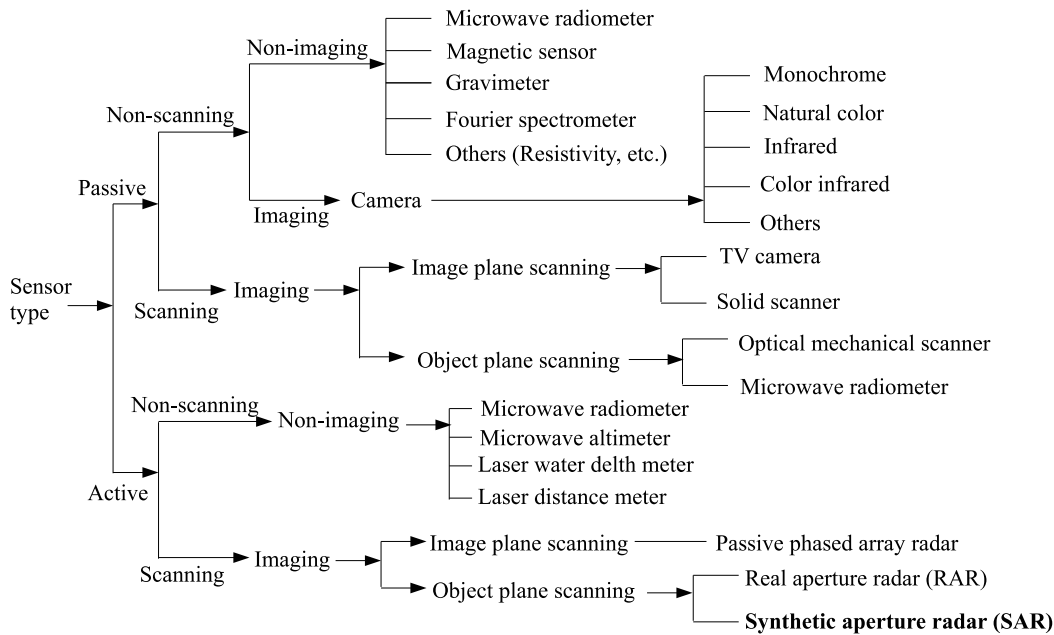 Microwave radiometer
Non-imaging
Magnetic sensor
Gravimeter
Monochrome
Non-scanning
Natural color
Fourier spectrometer
Infrared
Others (Resistivity, etc.)
Passive
Color infrared
Imaging
Camera
Others
TV camera
Image plane scanning
Sensor
type
Scanning
Imaging
Solid scanner
Optical mechanical scanner
Object plane scanning
Microwave radiometer
Non-scanning
Non-imaging
Microwave radiometer
Microwave altimeter
Laser water delth meter
Active
Laser distance meter
Image plane scanning
Passive phased array radar
Scanning
Imaging
Real aperture radar (RAR)
Object plane scanning
Synthetic aperture radar (SAR)